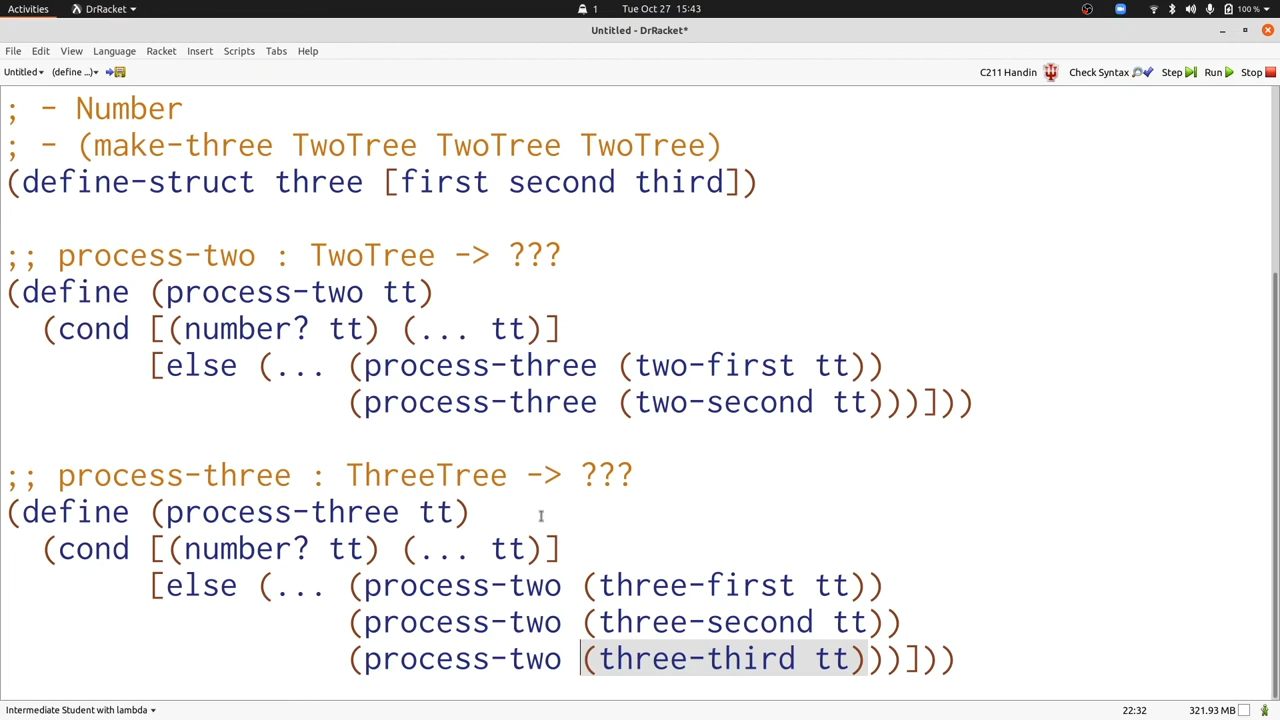 Activities DrRacket 1 Tue Oct 27 15:43 100 %
Untitled - DrRacket*
File Edit View Language Racket Insert Scripts Tabs Help
Untitled (define ...) C211 Handin Check Syntax Step Run Stop
; - Number
; - (make-three TwoTree TwoTree TwoTree)
(define-struct three [first second third])
;; process-two : TwoTree -> ???
(define (process-two tt)
(cond [(number? tt) (... tt)]
[else (... (process-three (two-first tt))
(process-three (two-second tt)))]))
;; process-three : ThreeTree -> ???
(define (process-three tt)
(cond [(number? tt) (... tt)]
[else (... (process-two (three-first tt))
(process-two (three-second tt))
(process-two (three-third tt)))]))
Intermediate Student with lambda 22:32 321.93 MB